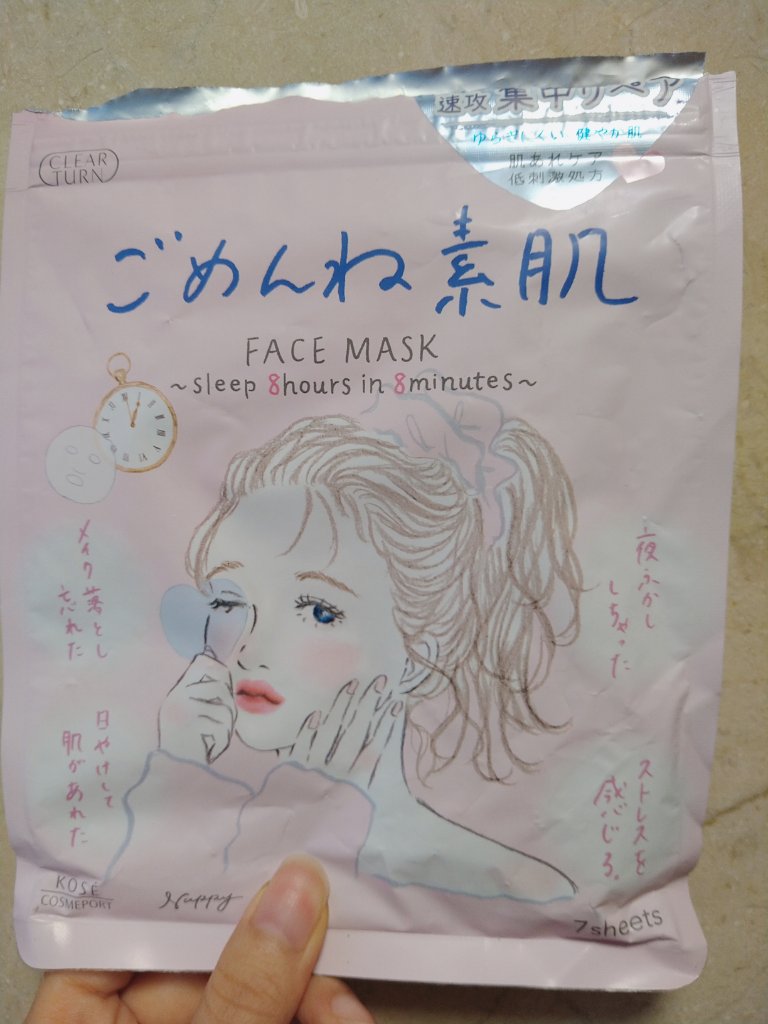 速攻 集中リペア
ゆらぎにくい 健やか肌
肌あれケア
低刺激処方
CLEAR
TURN
ごめんね素肌
FACE MASK
~sleep 8hours in 8minutes~
メイク落とし
忘れた
夜ふかし
しちゃった
日やけして
肌があれた
ストレスを
感じる。
KOSÉ
COSMEPORT
Nuppy
7sheets